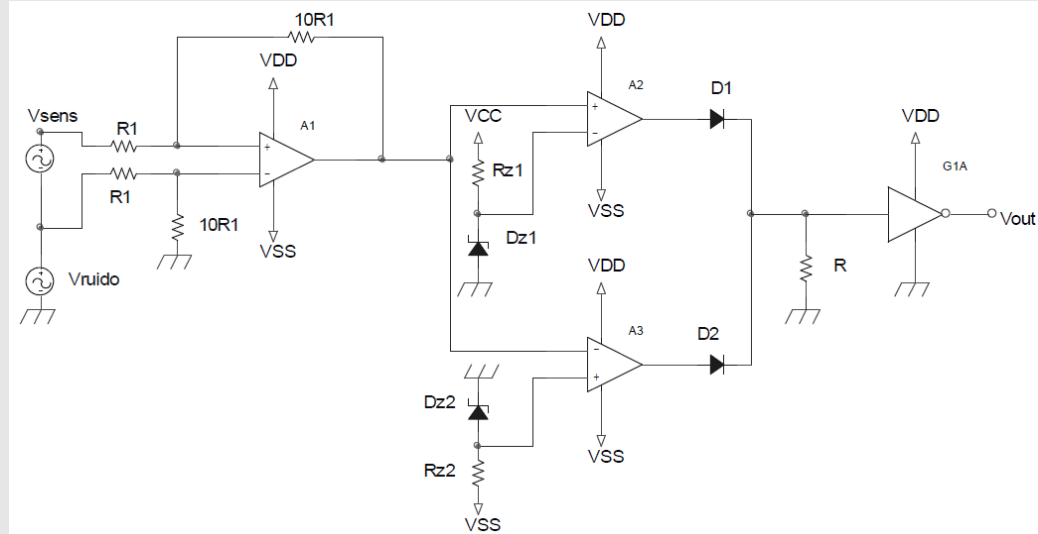 10R1
VDD
VDD
A2
D1
Vsens
R1
A1
VCC
VDD
Rz1
G1A
R1
VSS
Vout
10R1
VSS
Dz1
VDD
R
Vruido
A3
D2
Dz2
VSS
Rz2
VSS
+
-
+
-
-
+